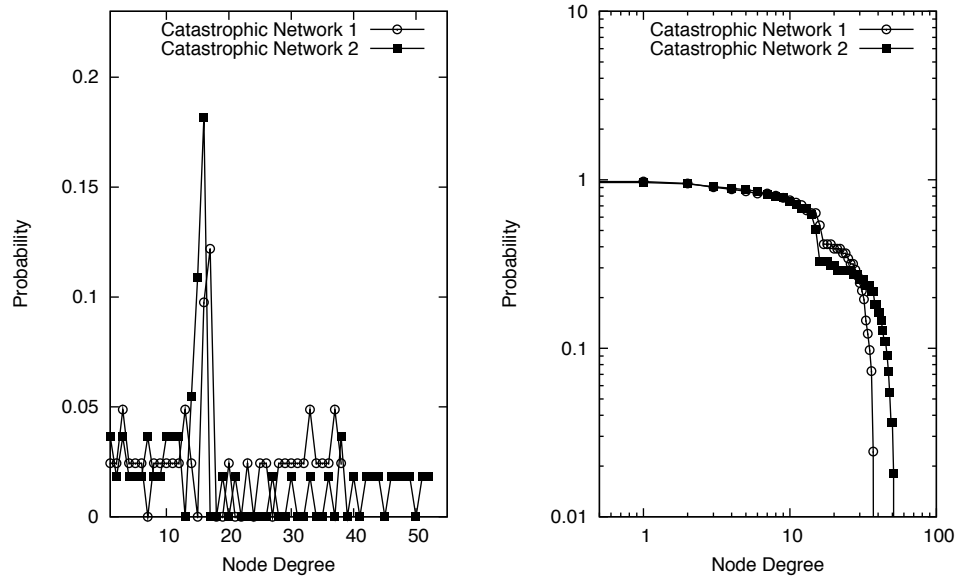 Catastrophic Network 1
Catastrophic Network 2
0.2
0.15
0.1
0.05
0
Probability
10 20 30 40 50
Node Degree
Catastrophic Network 1
Catastrophic Network 2
10
1
0.1
0.01
Probability
1 10 100
Node Degree